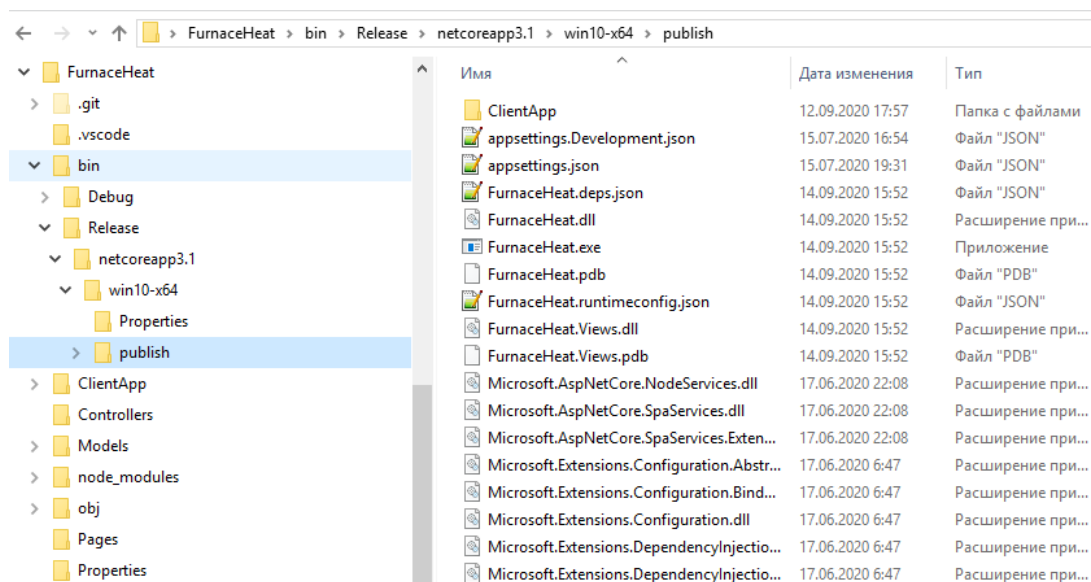 FurnaceHeat > bin > Release > netcoreapp3.1 > win10-x64 > publish
FurnaceHeat
.git
.vscode
bin
Debug
Release
netcoreapp3.1
win10-x64
Properties
publish
ClientApp
Controllers
Models
node_modules
obj
Pages
Properties
Имя Дата изменения Тип
ClientApp 12.09.2020 17:57 Папка с файлами
appsettings.Development.json 15.07.2020 16:54 Файл "JSON"
appsettings.json 15.07.2020 19:31 Файл "JSON"
FurnaceHeat.deps.json 14.09.2020 15:52 Файл "JSON"
FurnaceHeat.dll 14.09.2020 15:52 Расширение при...
FurnaceHeat.exe 14.09.2020 15:52 Приложение
FurnaceHeat.pdb 14.09.2020 15:52 Файл "PDB"
FurnaceHeat.runtimeconfig.json 14.09.2020 15:52 Файл "JSON"
FurnaceHeat.Views.dll 14.09.2020 15:52 Расширение при...
FurnaceHeat.Views.pdb 14.09.2020 15:52 Файл "PDB"
Microsoft.AspNetCore.NodeServices.dll 17.06.2020 22:08 Расширение при...
Microsoft.AspNetCore.SpaServices.dll 17.06.2020 22:08 Расширение при...
Microsoft.AspNetCore.SpaServices.Exten... 17.06.2020 22:08 Расширение при...
Microsoft.Extensions.Configuration.Abstr... 17.06.2020 6:47 Расширение при...
Microsoft.Extensions.Configuration.Bind... 17.06.2020 6:47 Расширение при...
Microsoft.Extensions.Configuration.dll 17.06.2020 6:47 Расширение при...
Microsoft.Extensions.DependencyInjectio... 17.06.2020 6:47 Расширение при...
Microsoft.Extensions.DependencyInjectio... 17.06.2020 6:47 Расширение при...